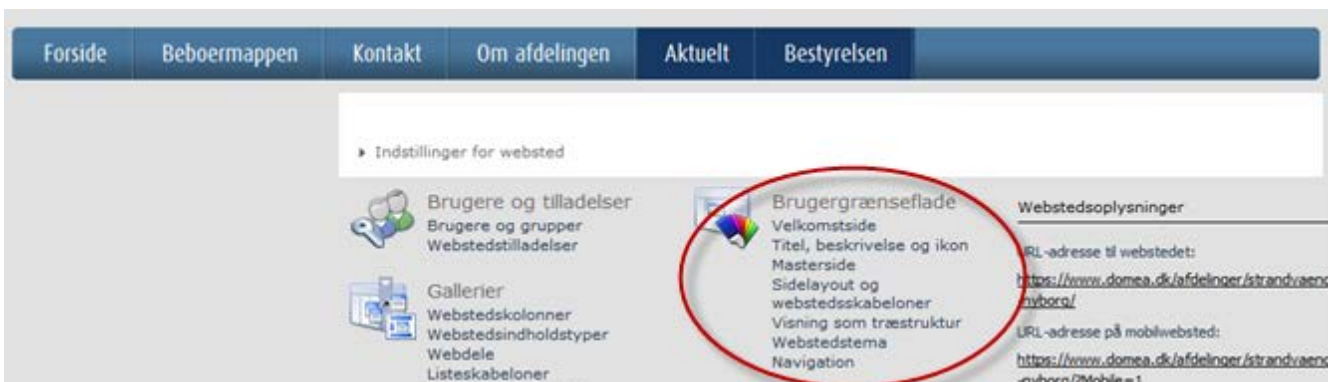 Forside Beboermappen Kontakt Om afdelingen Aktuelt Bestyrelsen
Indstillinger for websted
Brugere og tilladelser
Brugere og grupper
Webstedstilladelser
Gallerier
Webstedskolonner
Webstedsindholdstyper
Webdele
Listeskabeloner
Brugergrænseflade
Velkomstside
Titel, beskrivelse og ikon
Masterside
Sidelayout og
webstedsskabeloner
Visning som træstruktur
Webstedstema
Navigation
Webstedsoplysninger
URL-adresse til webstedet:
https://www.domea.dk/afdelinger/strandvaeng
-nyborg/
URL-adresse på mobilwebsted:
https://www.domea.dk/afdelinger/strandvaeng
-nyborg/?Mobile=1